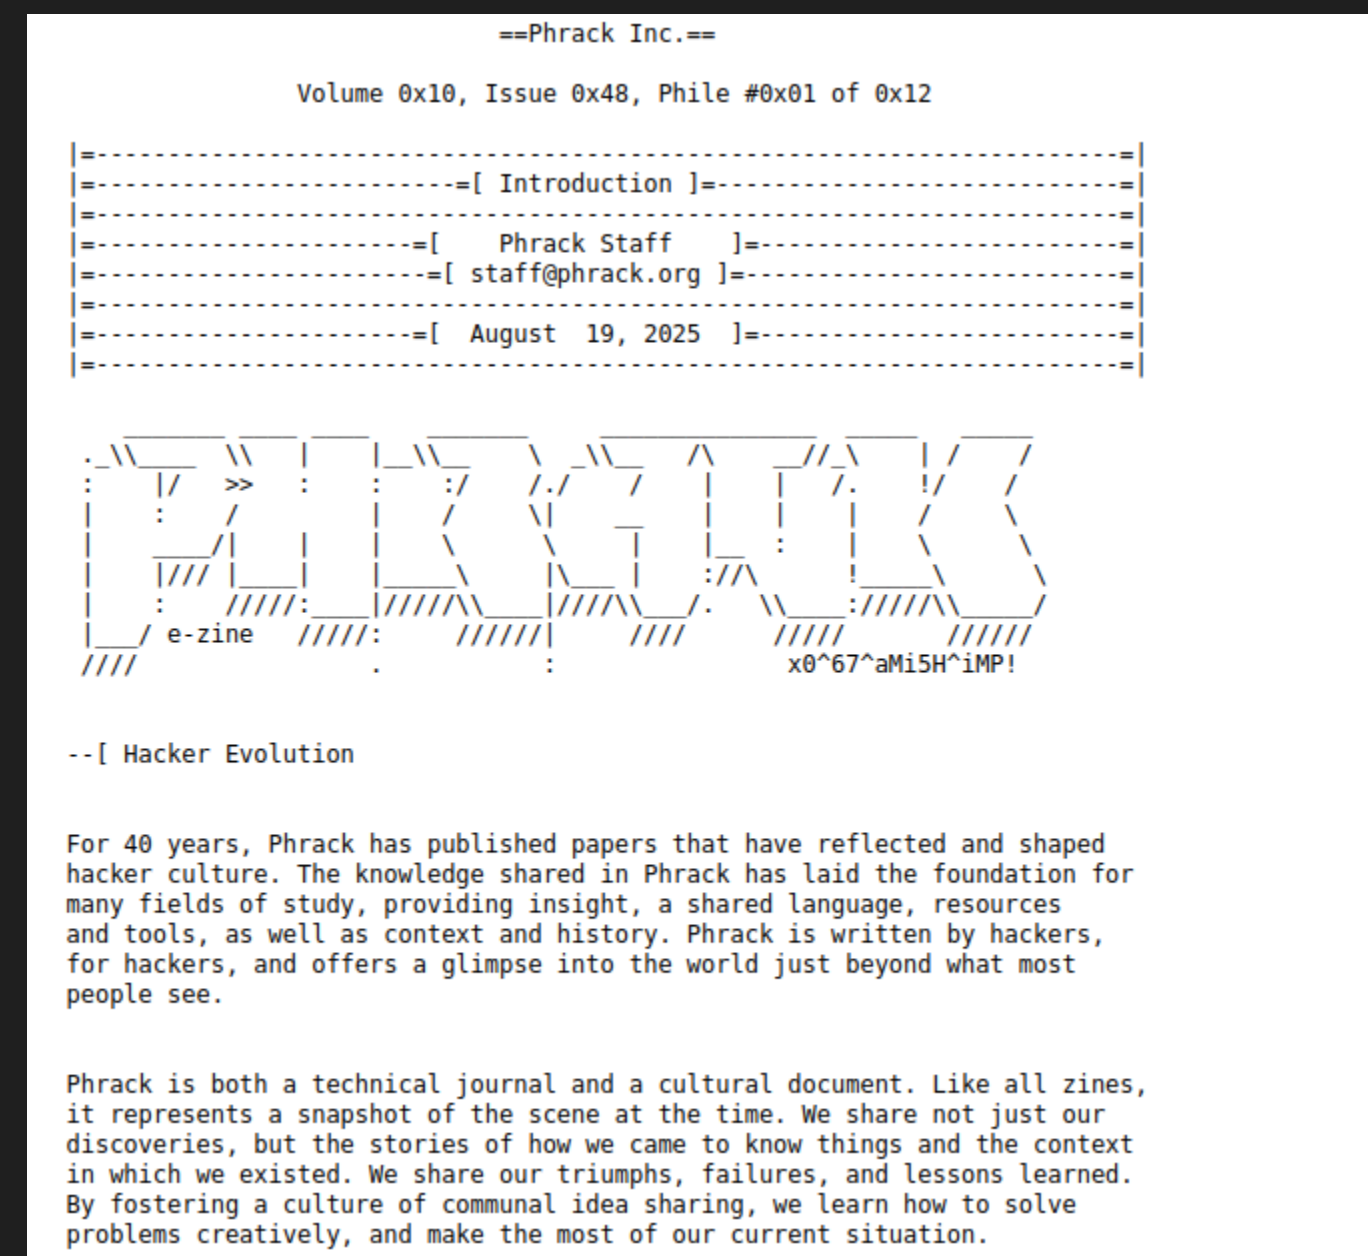 ==Phrack Inc.==
Volume 0x10, Issue 0x48, Phile #0x01 of 0x12
|=-----------------------------------------------------------------------=|
|=-------------------------=[ Introduction ]=----------------------------=|
|=-----------------------------------------------------------------------=|
|=----------------------=[    Phrack Staff    ]=-------------------------=|
|=-----------------------=[ staff@phrack.org ]=--------------------------=|
|=-----------------------------------------------------------------------=|
|=----------------------=[  August  19, 2025  ]=-------------------------=|
|=-----------------------------------------------------------------------=|
e-zine
x0^67^aMi5H^iMP!
--[ Hacker Evolution
For 40 years, Phrack has published papers that have reflected and shaped
hacker culture. The knowledge shared in Phrack has laid the foundation for
many fields of study, providing insight, a shared language, resources
and tools, as well as context and history. Phrack is written by hackers,
for hackers, and offers a glimpse into the world just beyond what most
people see.
Phrack is both a technical journal and a cultural document. Like all zines,
it represents a snapshot of the scene at the time. We share not just our
discoveries, but the stories of how we came to know things and the context
in which we existed. We share our triumphs, failures, and lessons learned.
By fostering a culture of communal idea sharing, we learn how to solve
problems creatively, and make the most of our current situation.